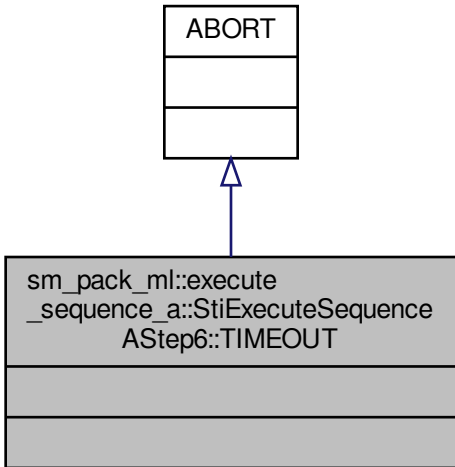 ABORT
sm_pack_ml::execute
_sequence_a::StiExecuteSequence
AStep6::TIMEOUT